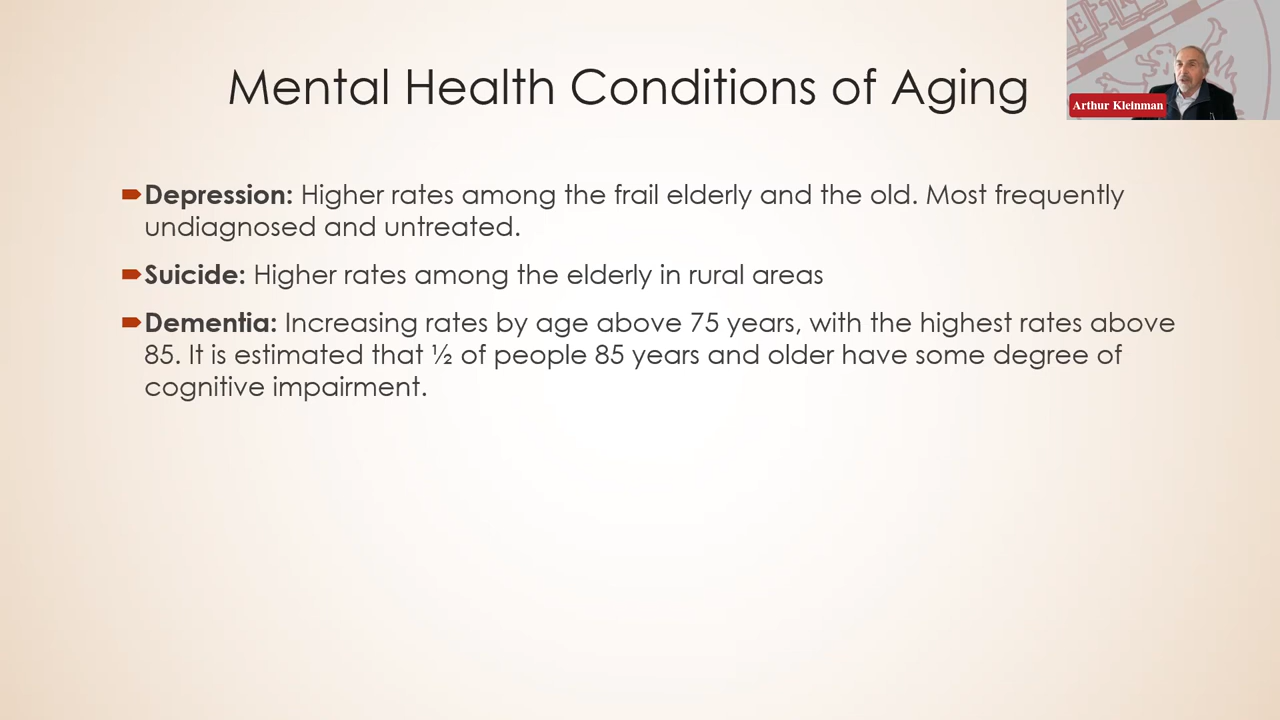 Mental Health Conditions of Aging
Arthur Kleinman
Depression: Higher rates among the frail elderly and the old. Most frequently
undiagnosed and untreated.
Suicide: Higher rates among the elderly in rural areas
Dementia: Increasing rates by age above 75 years, with the highest rates above
85. It is estimated that ½ of people 85 years and older have some degree of
cognitive impairment.